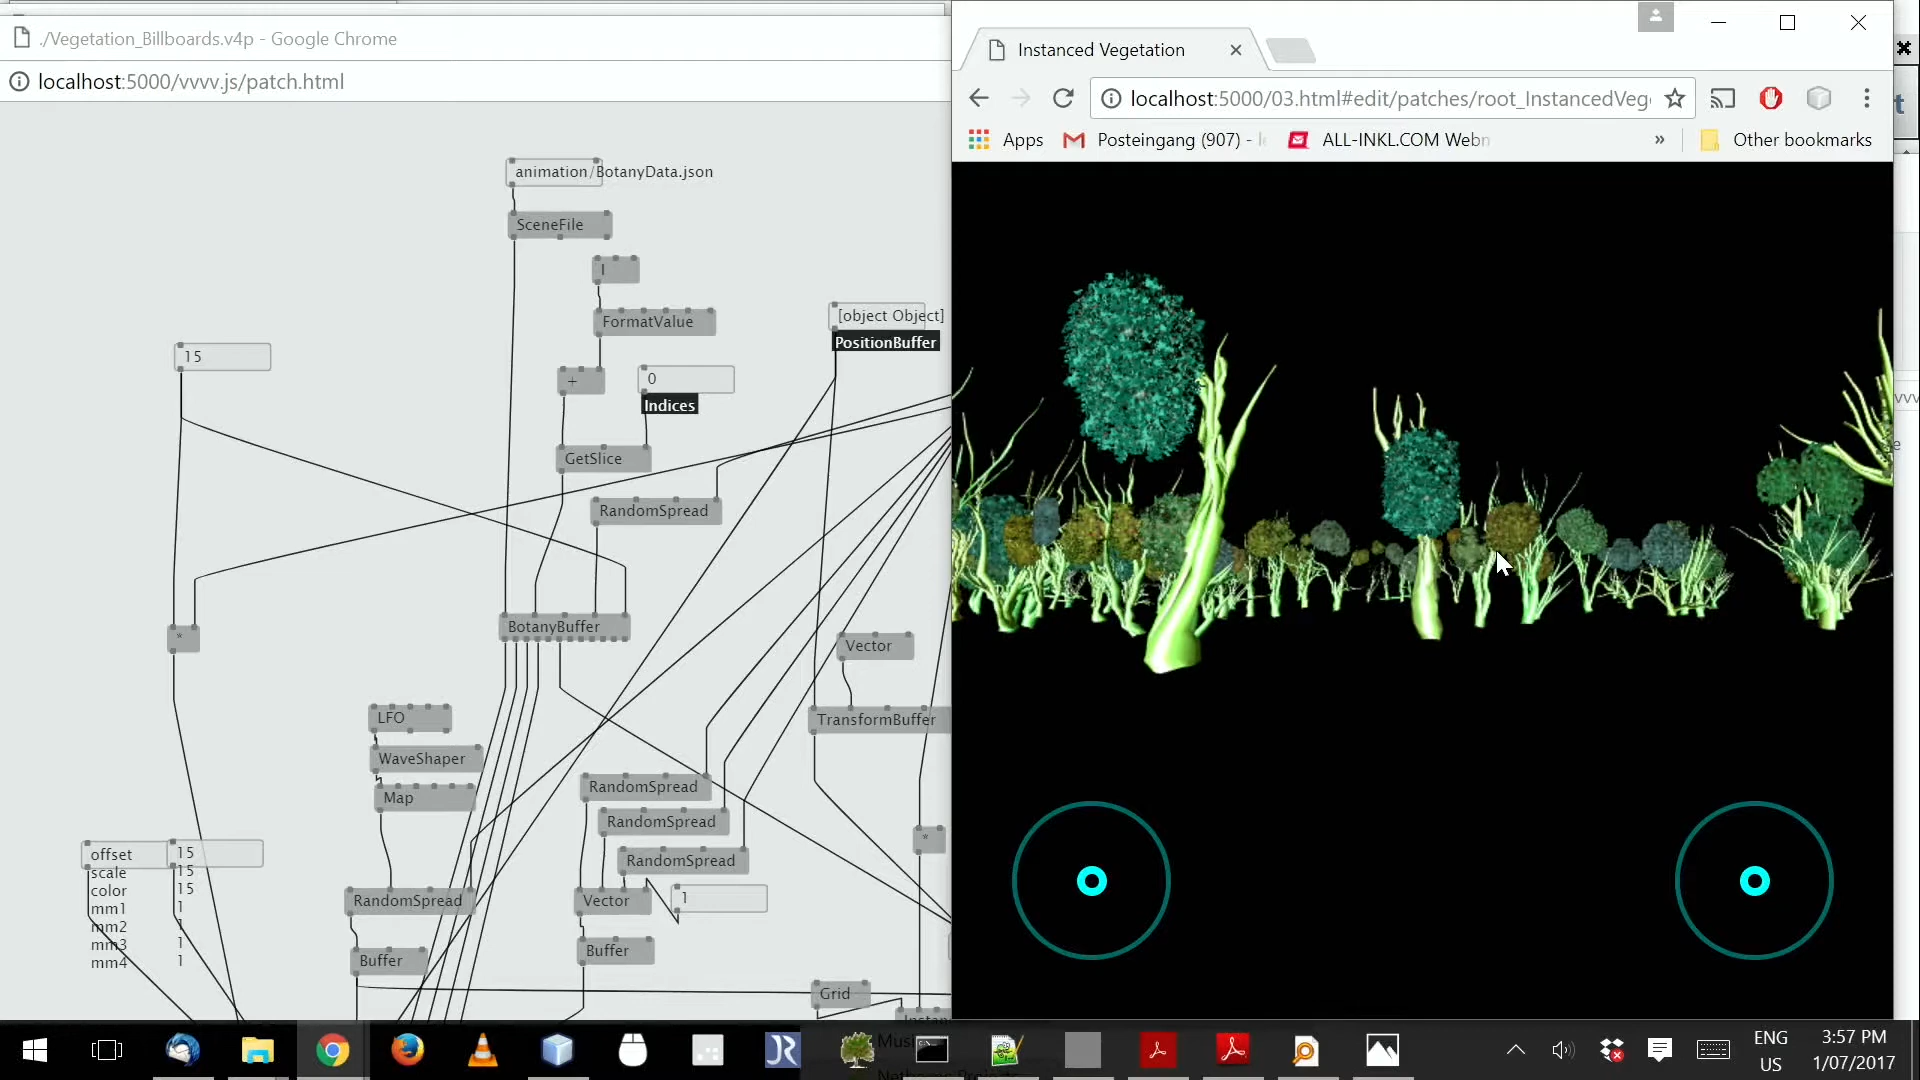 ./Vegetation_Billboards.v4p - Google Chrome
localhost:5000/vvvv.js/patch.html
animation/BotanyData.json
SceneFile
I
FormatValue
[object Object]
PositionBuffer
15
+
0
Indices
GetSlice
RandomSpread
BotanyBuffer
*
Vector
LFO
TransformBuffer
WaveShaper
RandomSpread
Map
RandomSpread
*
offset
scale
color
mm1
mm2
mm3
mm4
15
15
15
1
1
1
1
RandomSpread
RandomSpread
Vector
1
Buffer
Buffer
Grid
Instanced Vegetation
localhost:5000/03.html#edit/patches/root_InstancedVeg
Apps
Posteingang (907) -
ALL-INKL.COM Webn
»
Other bookmarks
t
vvv
e
ENG
US
3:57 PM
1/07/2017